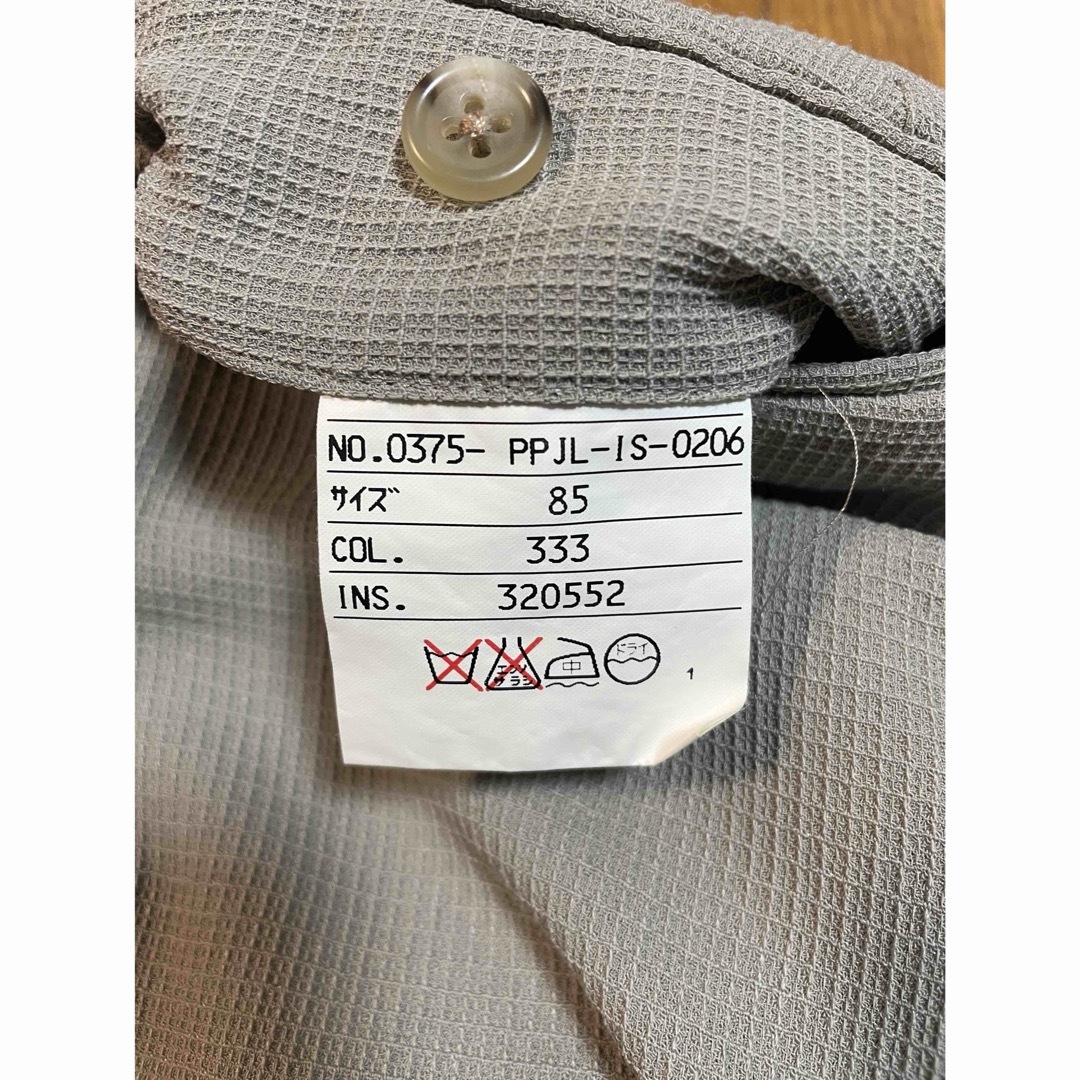 NO.0375- PPJL-IS-0206
サイズ 85
COL. 333
INS. 320552
エンソ サラシ 中 ドライ 1